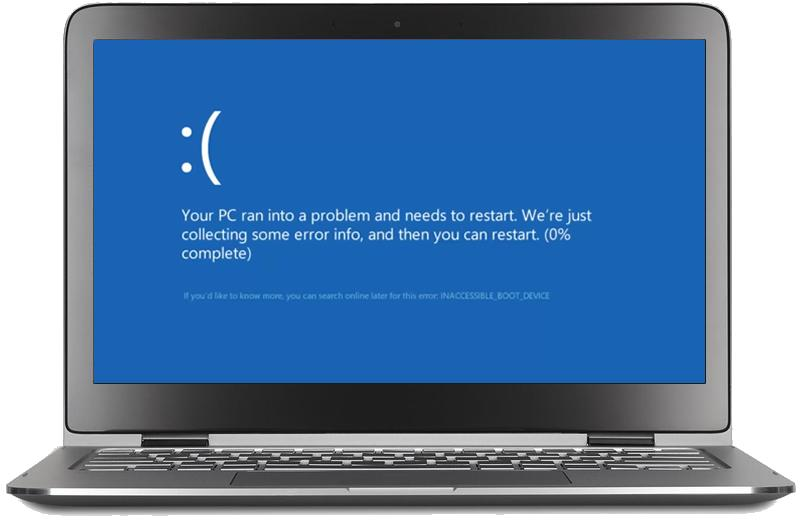 :(
Your PC ran into a problem and needs to restart. We're just
collecting some error info, and then you can restart. (0%
complete)
If you'd like to know more, you can search online later for this error: INACCESSIBLE_BOOT_DEVICE